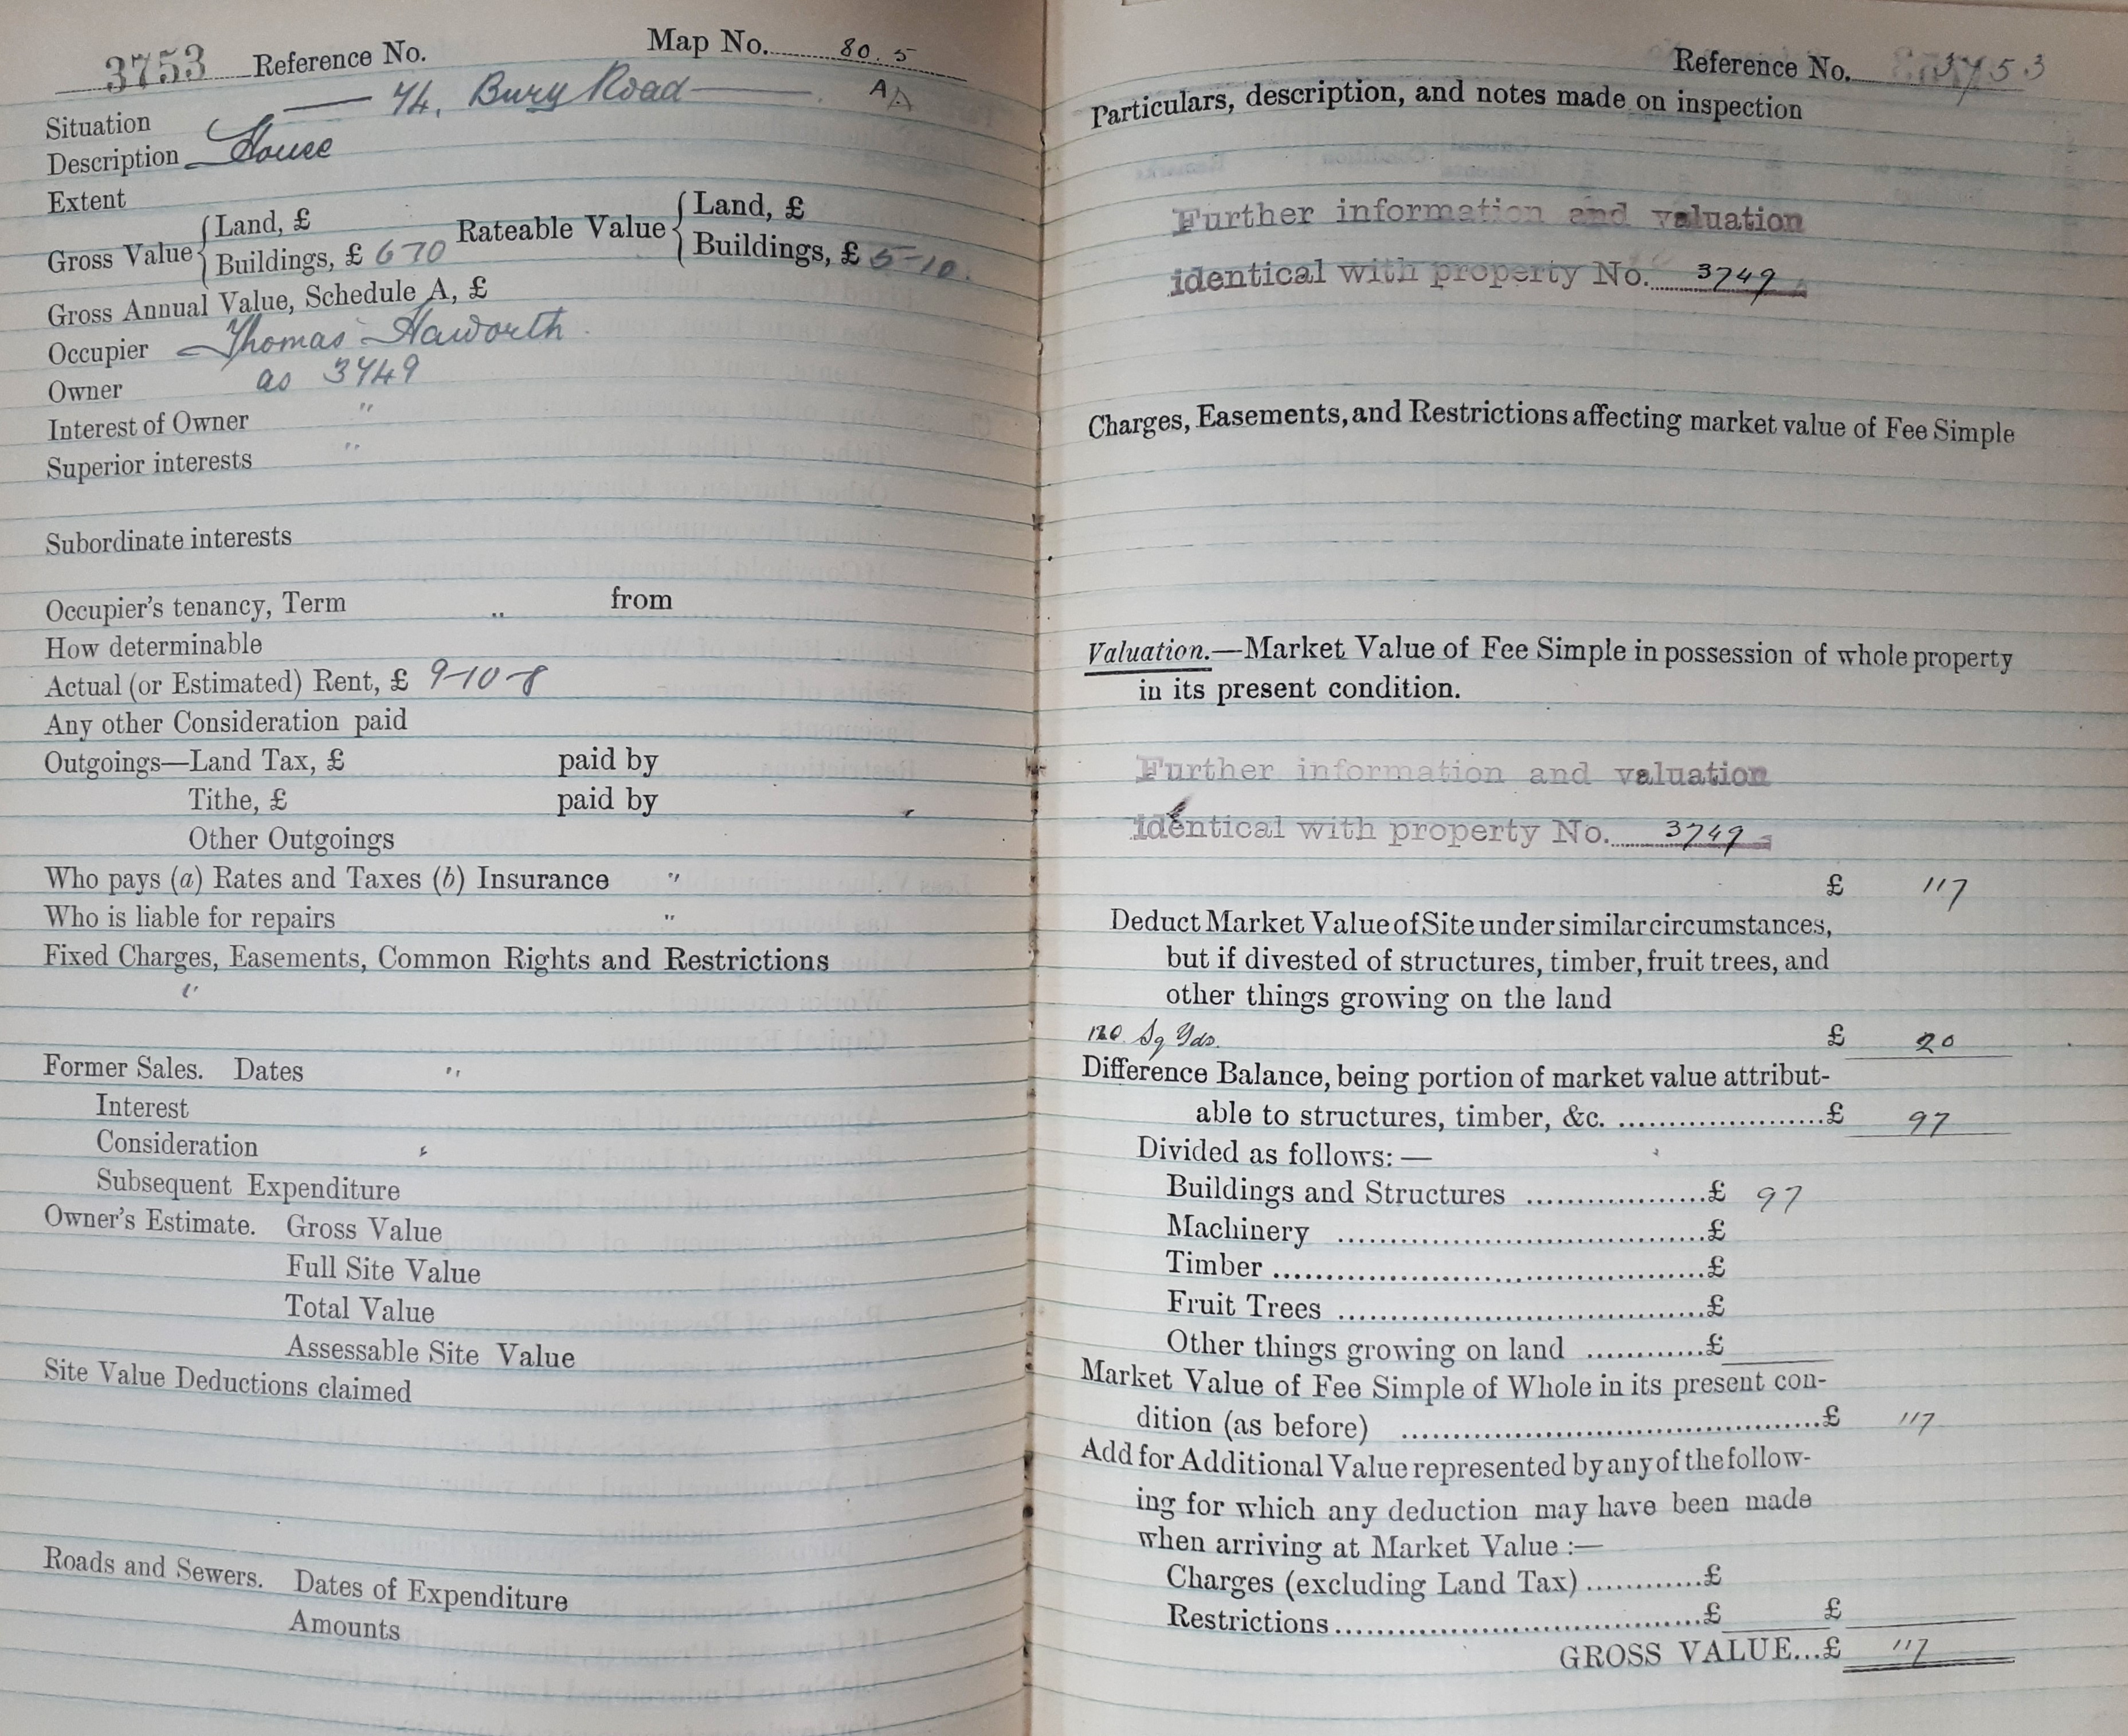 3753 Reference No. Map No. 80.5
A A
Situation — 74, Bury Road —
Description House
Extent
Gross Value { Land, £
Buildings, £ 6 70 Rateable Value { Land, £
Buildings, £ 5-10.
Gross Annual Value, Schedule A, £
Occupier Thomas Haworth.
Owner as 3749
Interest of Owner "
Superior interests "
Subordinate interests
Occupier's tenancy, Term " from
How determinable
Actual (or Estimated) Rent, £ 9-10-8
Any other Consideration paid
Outgoings—Land Tax, £ paid by
Tithe, £ paid by
Other Outgoings
Who pays (a) Rates and Taxes (b) Insurance "
Who is liable for repairs "
Fixed Charges, Easements, Common Rights and Restrictions
"
Former Sales. Dates "
Interest
Consideration
Subsequent Expenditure
Owner's Estimate. Gross Value
Full Site Value
Total Value
Assessable Site Value
Site Value Deductions claimed
Roads and Sewers. Dates of Expenditure
Amounts
Reference No. 3753
Particulars, description, and notes made on inspection
Further information and valuation
identical with property No. 3749
Charges, Easements, and Restrictions affecting market value of Fee Simple
Valuation.—Market Value of Fee Simple in possession of whole property
in its present condition.
Further information and valuation
identical with property No. 3749
£ 117
Deduct Market Value of Site under similar circumstances,
but if divested of structures, timber, fruit trees, and
other things growing on the land
Sq Yds. £ 20
Difference Balance, being portion of market value attribut-
able to structures, timber, &c. £ 97
Divided as follows:—
Buildings and Structures £ 97
Machinery £
Timber £
Fruit Trees £
Other things growing on land £
Market Value of Fee Simple of Whole in its present con-
dition (as before) £ 117
Add for Additional Value represented by any of the follow-
ing for which any deduction may have been made
when arriving at Market Value :—
Charges (excluding Land Tax) £
Restrictions £ £
GROSS VALUE...£ 117